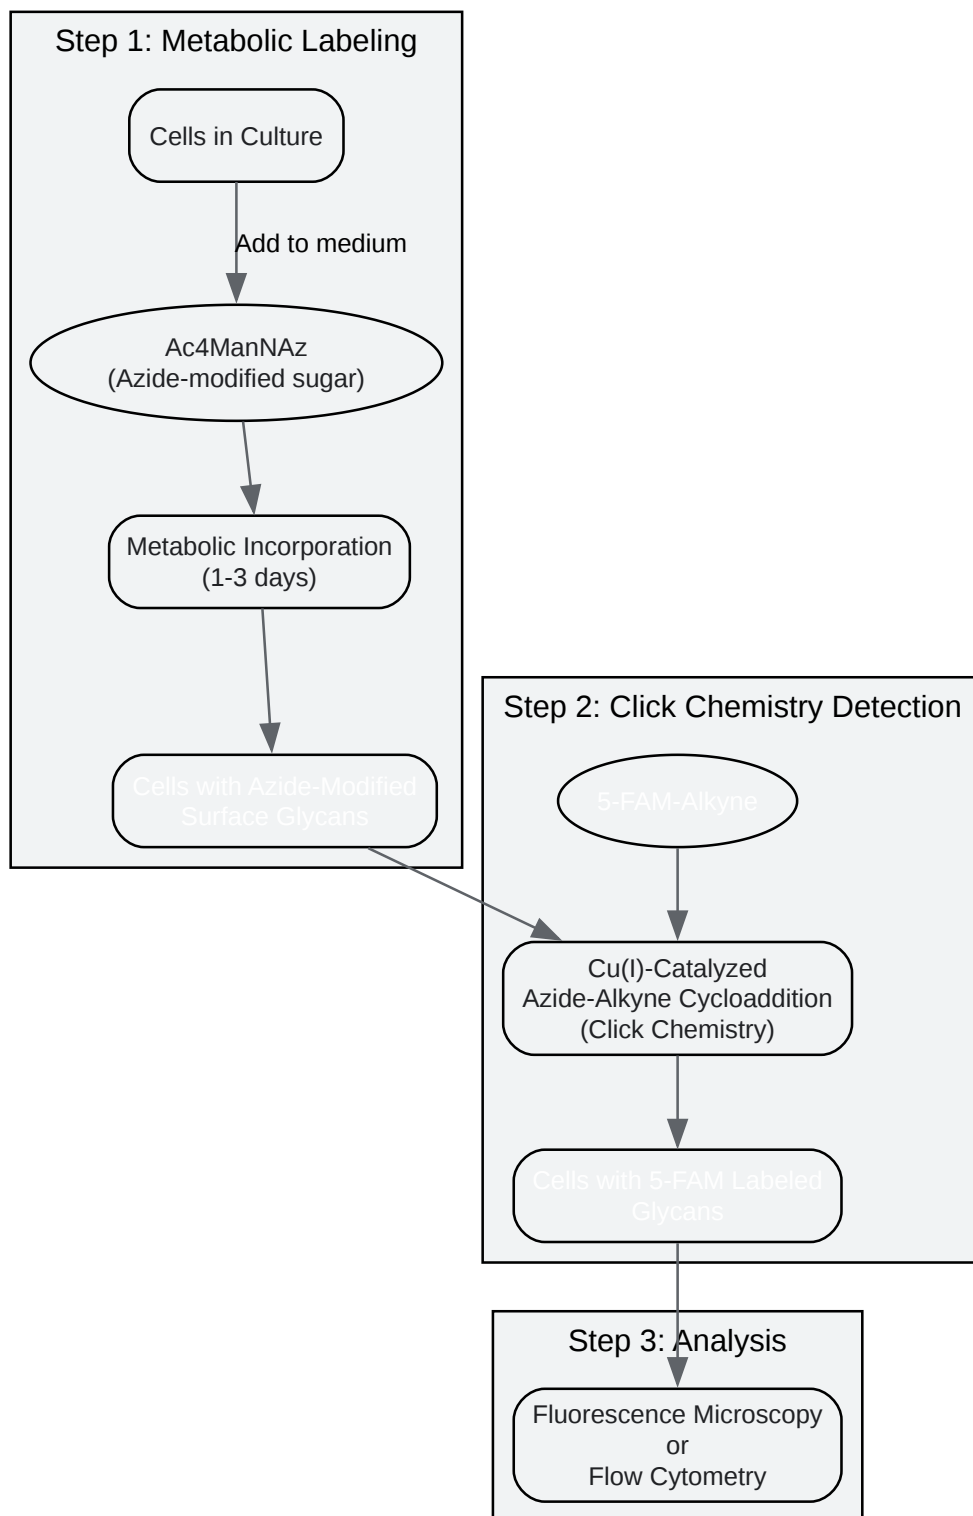 Step 1: Metabolic Labeling
Cells in Culture
Add to medium
Ac4ManNAz
(Azide-modified sugar)
Metabolic Incorporation
(1-3 days)
Cells with Azide-Modified
Surface Glycans
Step 2: Click Chemistry Detection
5-FAM-Alkyne
Cu(I)-Catalyzed
Azide-Alkyne Cycloaddition
(Click Chemistry)
Cells with 5-FAM Labeled
Glycans
Step 3: Analysis
Fluorescence Microscopy
or
Flow Cytometry